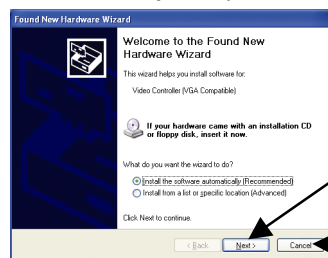 Found New Hardware Wizard
Welcome to the Found New
Hardware Wizard
This wizard helps you install software for:
Video Controller (VGA Compatible)
If your hardware came with an installation CD
or floppy disk, insert it now.
What do you want the wizard to do?
Install the software automatically (Recommended)
Install from a list or specific location (Advanced)
Click Next to continue.
< Back Next > Cancel